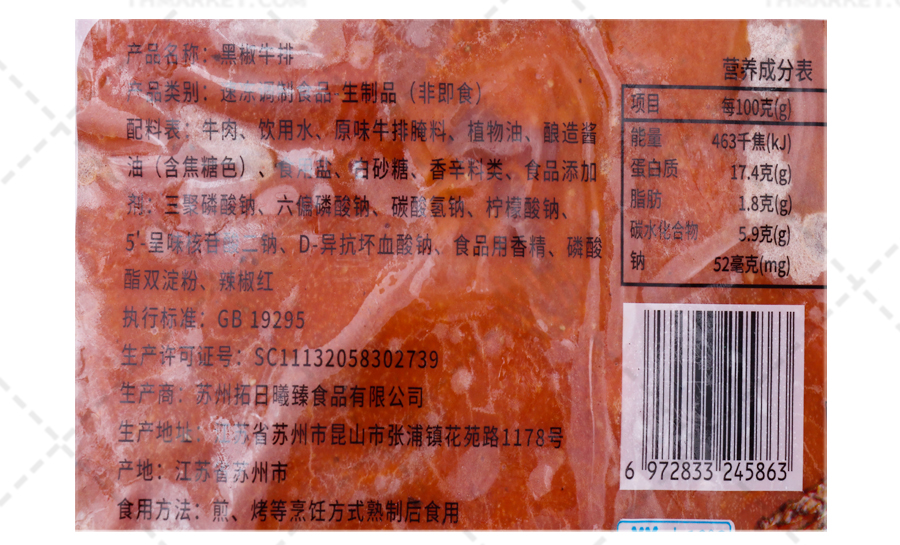 产品名称：黑椒牛排
产品类别：速冻调制食品 生制品（非即食）
配料表：牛肉、饮用水、原味牛排腌料、植物油、酿造酱
油（含焦糖色）、食用盐、白砂糖、香辛料类、食品添加
剂：三聚磷酸钠、六偏磷酸钠、碳酸氢钠、柠檬酸钠、
5'-呈味核苷酸二钠、D-异抗坏血酸钠、食品用香精、磷酸
酯双淀粉、辣椒红
执行标准：GB 19295
生产许可证号：SC11132058302739
生产商：苏州拓日曦臻食品有限公司
生产地址：江苏省苏州市昆山市张浦镇花苑路1178号
产地：江苏省苏州市
食用方法：煎、烤等烹饪方式熟制后食用
营养成分表
项目 每100克(g)
能量 463千焦(kJ)
蛋白质 17.4克(g)
脂肪 1.8克(g)
碳水化合物 5.9克(g)
钠 52毫克(mg)
6 972833 245863